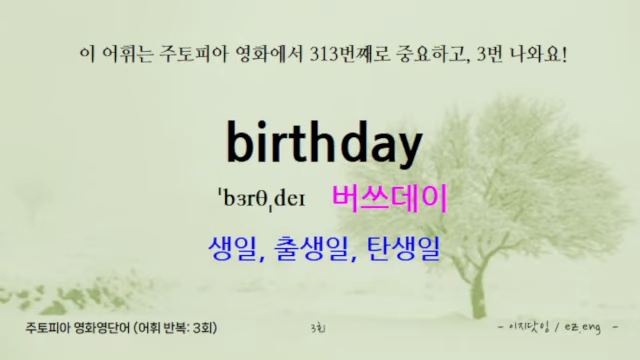 이 어휘는 주토피아 영화에서 313번째로 중요하고, 3번 나와요!
birthday
ˈbɜrθˌdeɪ 버쓰데이
생일, 출생일, 탄생일
주토피아 영화영단어 (어휘 반복: 3회) 3회 - 이지닷잉 / ez.eng -